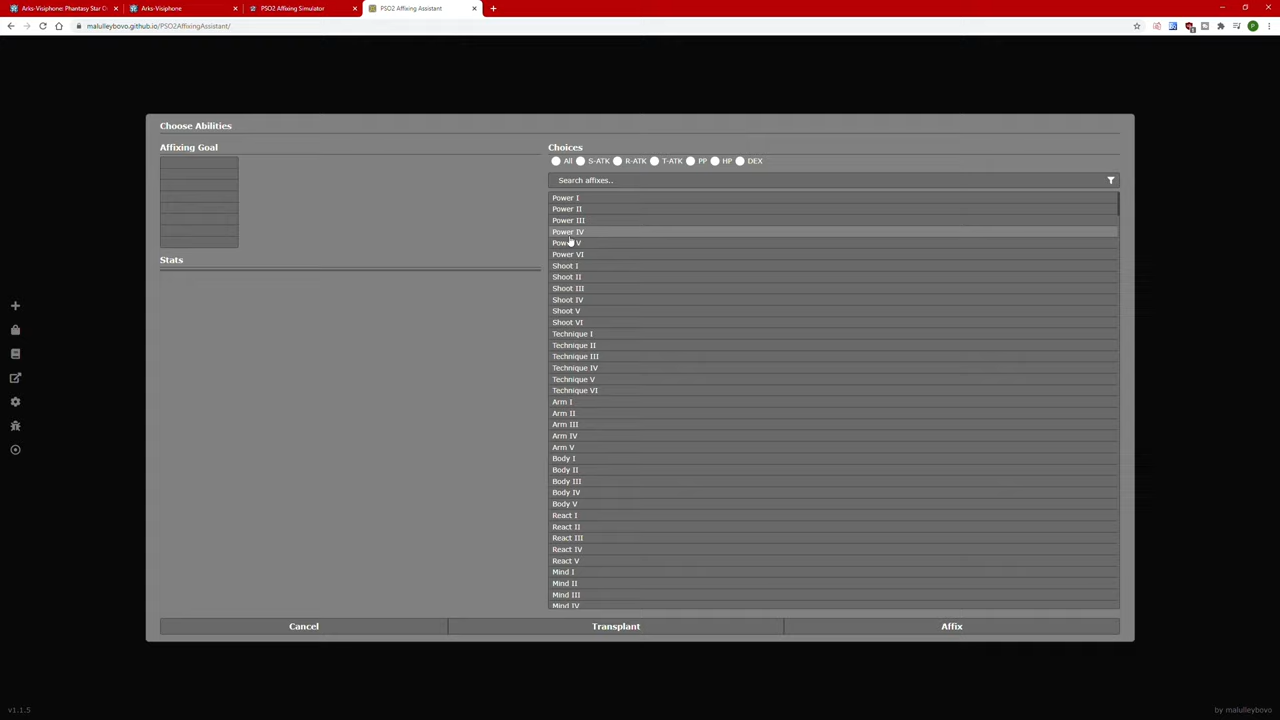 Arks-Visiphone: Phantasy Star O
Arks-Visiphone
PSO2 Affixing Simulator
PSO2 Affixing Assistant
malulleybovo.github.io/PSO2AffixingAssistant/
Choose Abilities
Affixing Goal
Stats
Choices
All S-ATK R-ATK T-ATK PP HP DEX
Search affixes..
Power I
Power II
Power III
Power IV
Power V
Power VI
Shoot I
Shoot II
Shoot III
Shoot IV
Shoot V
Shoot VI
Technique I
Technique II
Technique III
Technique IV
Technique V
Technique VI
Arm I
Arm II
Arm III
Arm IV
Arm V
Body I
Body II
Body III
Body IV
Body V
React I
React II
React III
React IV
React V
Mind I
Mind II
Mind III
Mind IV
Cancel
Transplant
Affix
v1.1.5
by malulleybovo